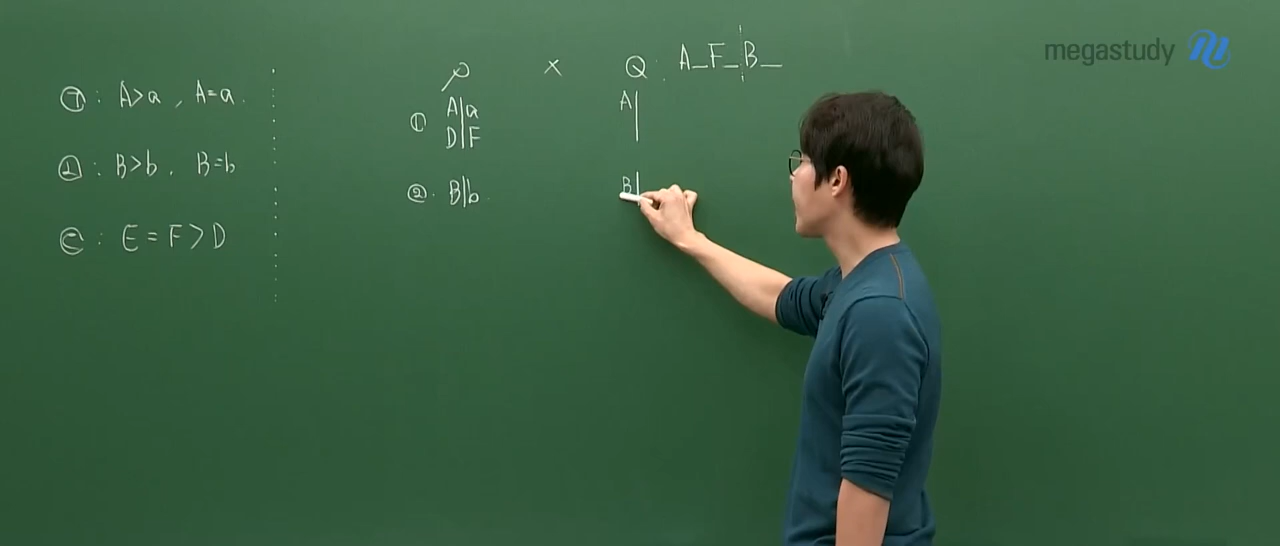 megastudy
㉠ : A>a , A=a.
㉡ : B>b. B=b
㉢ : E = F > D
P × Q : A_F_B_
① A|a
D|F
② . B|b
A|
B|